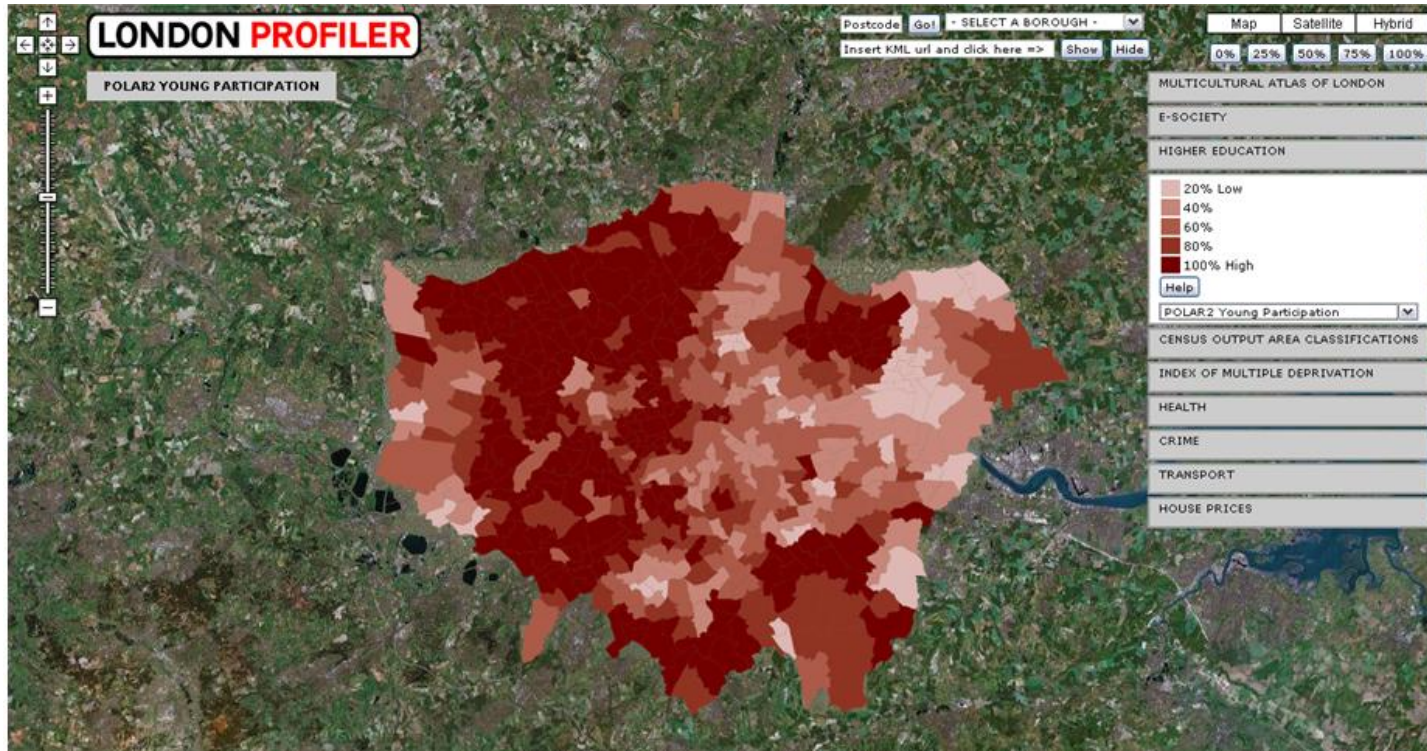 LONDON PROFILER
POLAR2 YOUNG PARTICIPATION
Postcode Go! - SELECT A BOROUGH -
Insert KML url and click here => Show Hide
Map Satellite Hybrid
0% 25% 50% 75% 100%
MULTICULTURAL ATLAS OF LONDON
E-SOCIETY
HIGHER EDUCATION
20% Low
40%
60%
80%
100% High
Help
POLAR2 Young Participation
CENSUS OUTPUT AREA CLASSIFICATIONS
INDEX OF MULTIPLE DEPRIVATION
HEALTH
CRIME
TRANSPORT
HOUSE PRICES